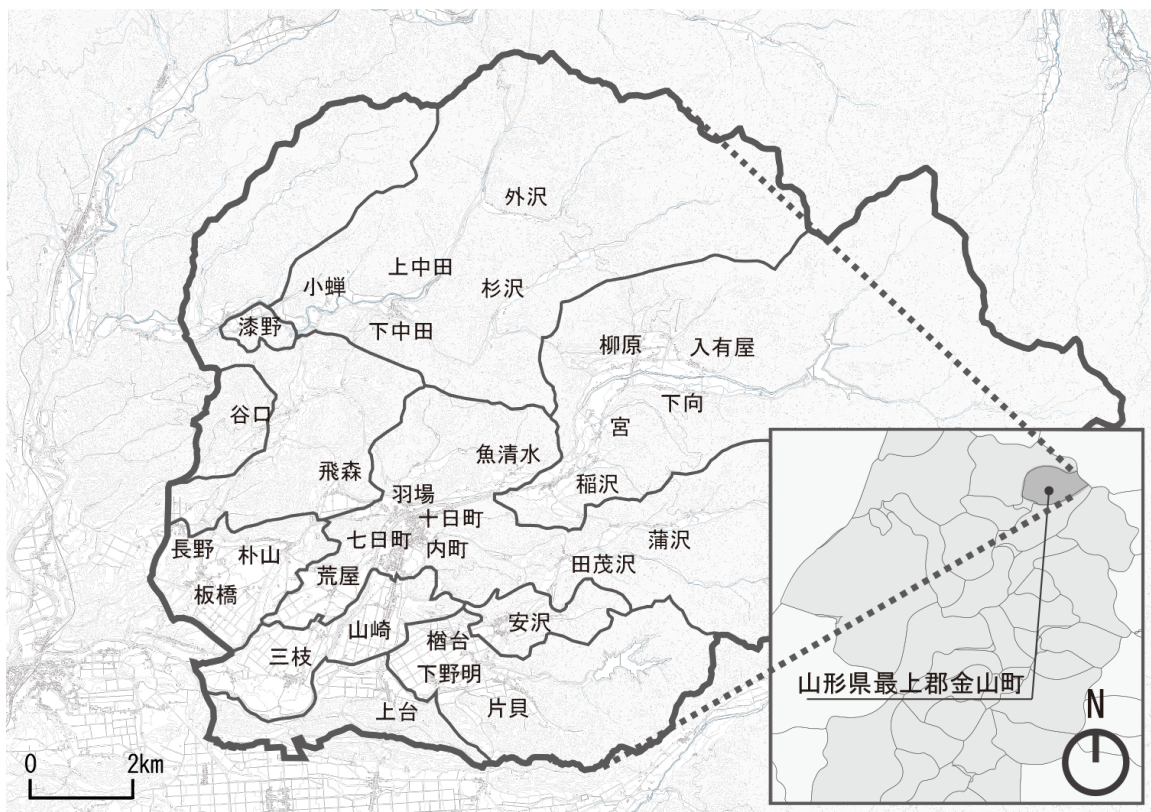 外沢
上中田
小蝉
杉沢
漆野
下中田
柳原
入有屋
谷口
下向
宮
魚清水
飛森
稲沢
羽場
十日町
蒲沢
長野
朴山
七日町
内町
田茂沢
荒屋
板橋
安沢
山崎
楢台
三枝
下野明
片貝
上台
山形県最上郡金山町
N
0 2km